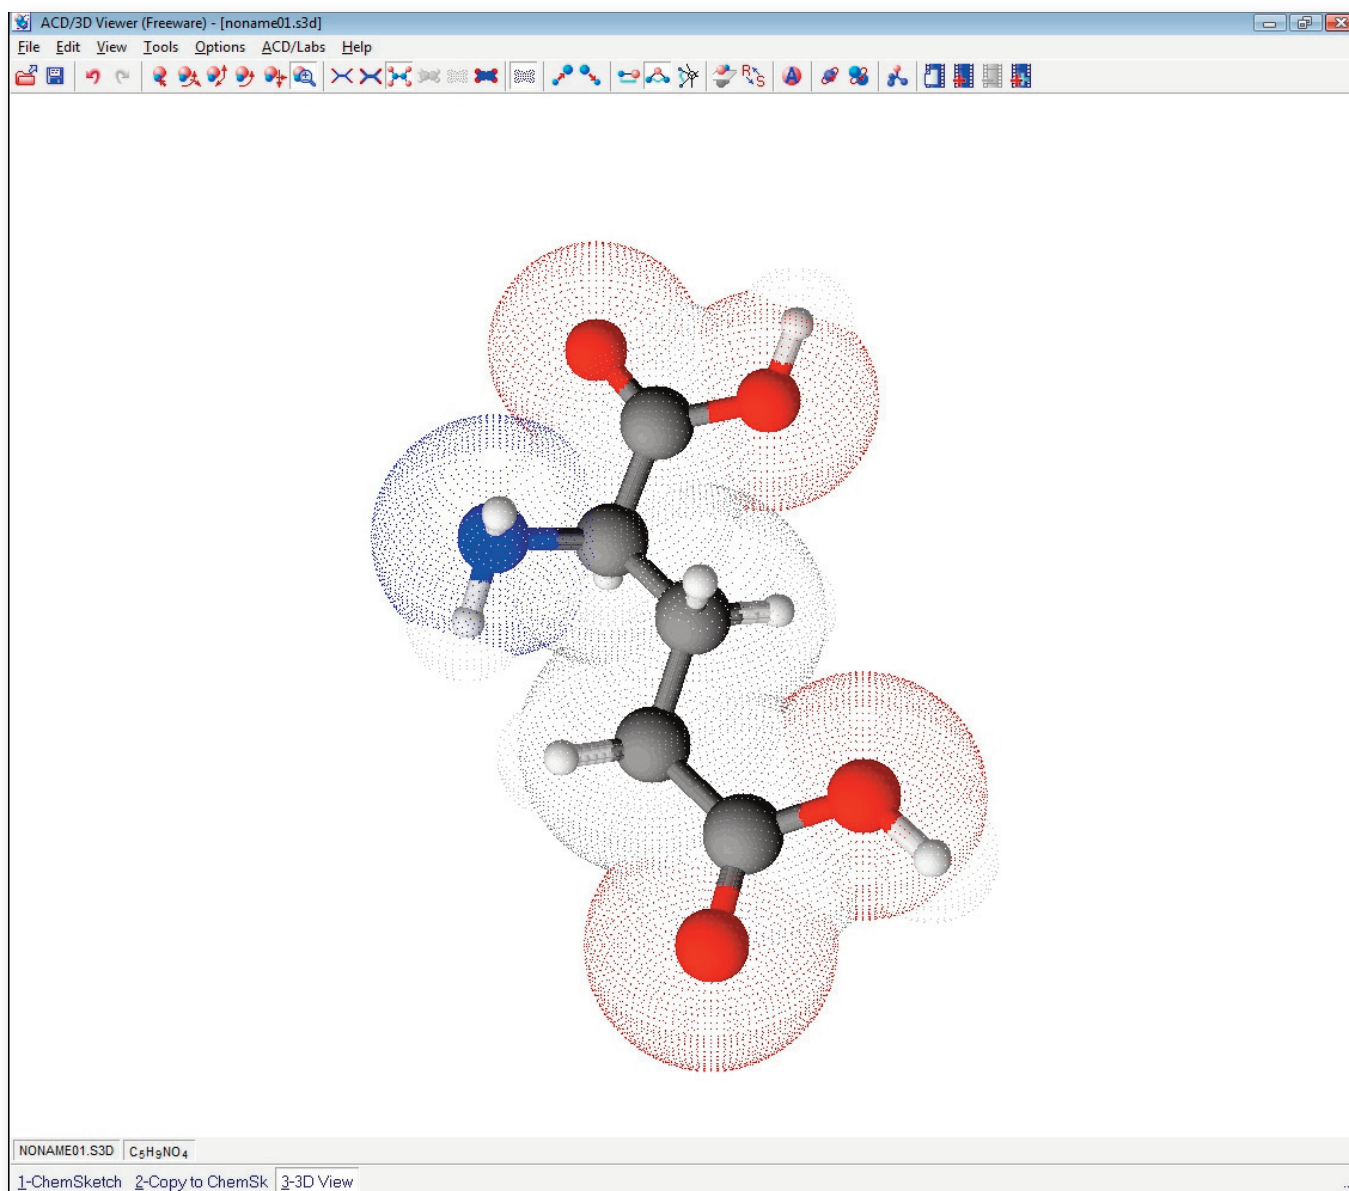 ACD/3D Viewer (Freeware) - [noname01.s3d]
File Edit View Tools Options ACD/Labs Help
NONAME01.S3D C5H9NO4
1-ChemSketch 2-Copy to ChemSk 3-3D View